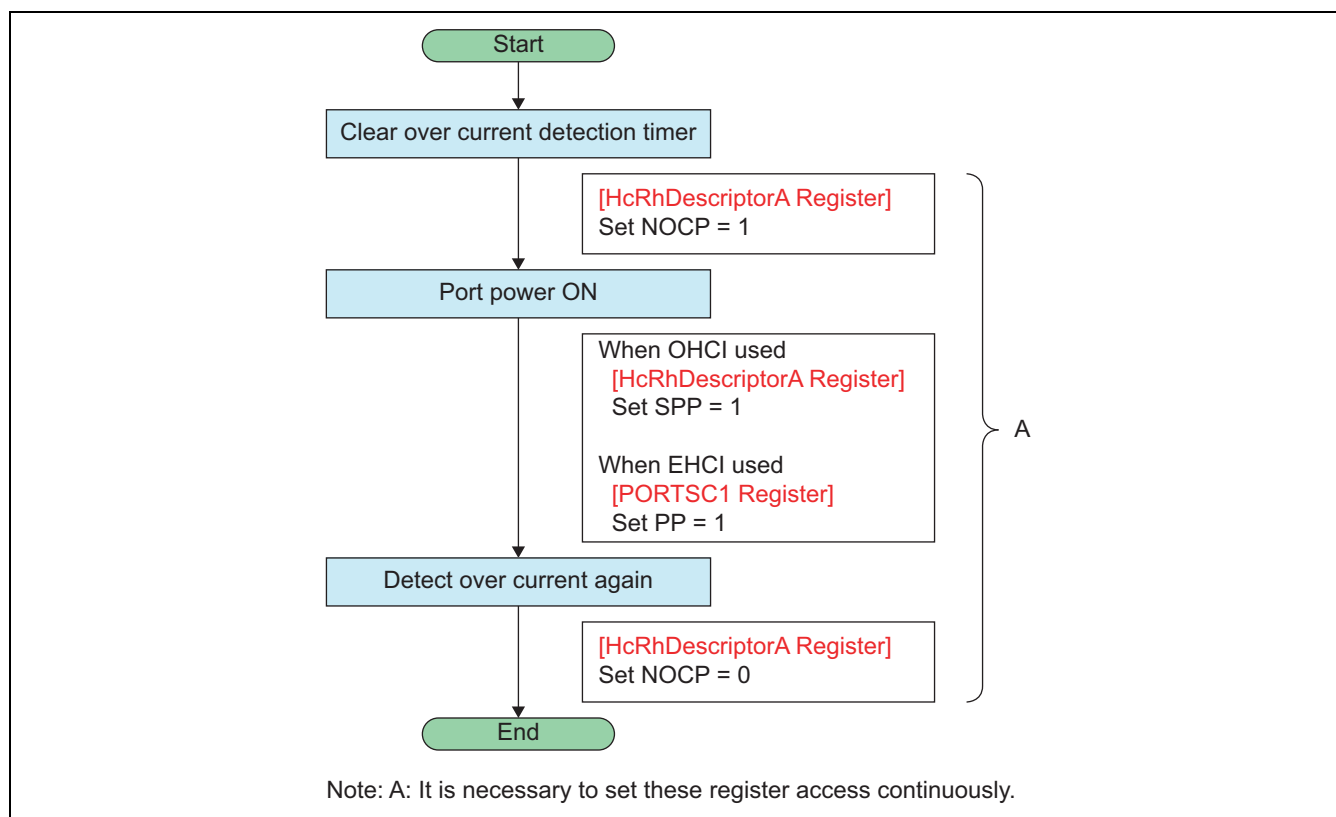 Start
Clear over current detection timer
[HcRhDescriptorA Register]
Set NOCP = 1
Port power ON
When OHCI used
[HcRhDescriptorA Register]
Set SPP = 1
When EHCI used
[PORTSC1 Register]
Set PP = 1
A
Detect over current again
[HcRhDescriptorA Register]
Set NOCP = 0
End
Note: A: It is necessary to set these register access continuously.